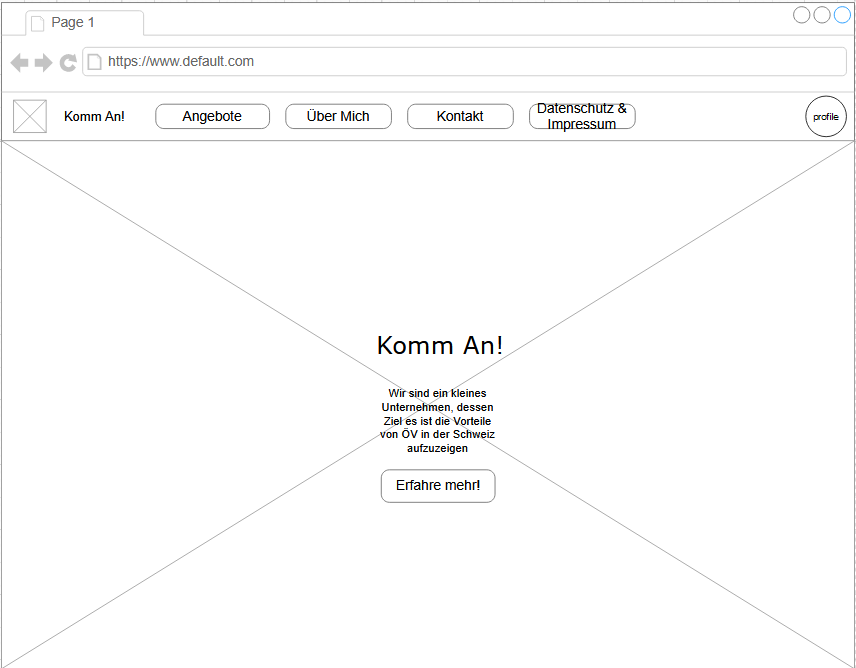 Page 1
https://www.default.com
Komm An!
Angebote
Über Mich
Kontakt
Datenschutz &
Impressum
profile
Komm An!
Wir sind ein kleines
Unternehmen, dessen
Ziel es ist die Vorteile
von ÖV in der Schweiz
aufzuzeigen
Erfahre mehr!